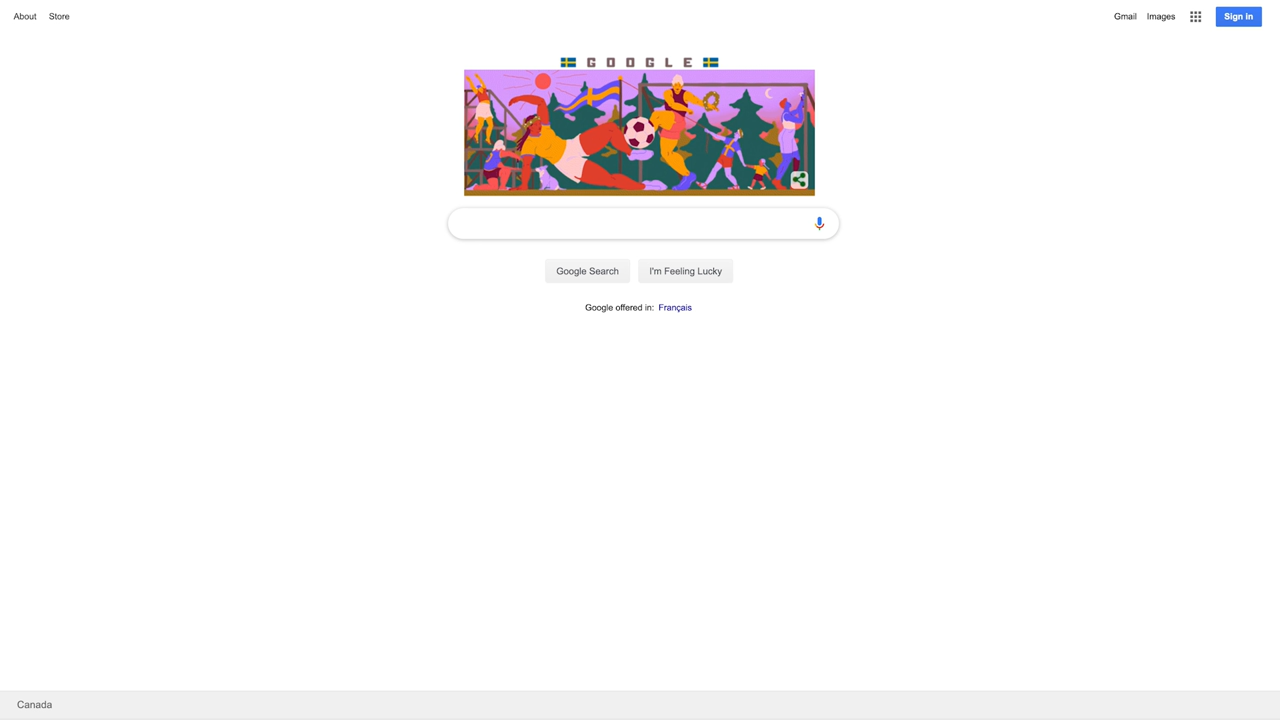 About Store
Gmail Images Sign in
GOOGLE
Google Search I'm Feeling Lucky
Google offered in: Français
Canada